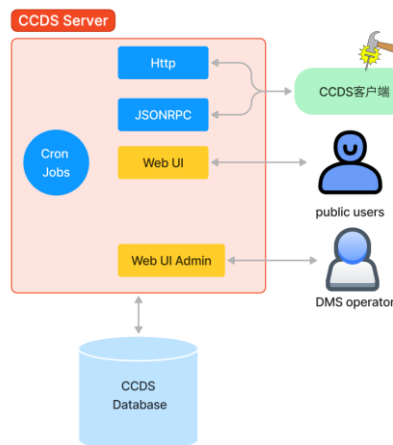 CCDS Server
Http
CCDS客户端
JSONRPC
Cron
Jobs
Web UI
public users
Web UI Admin
DMS operator
CCDS
Database